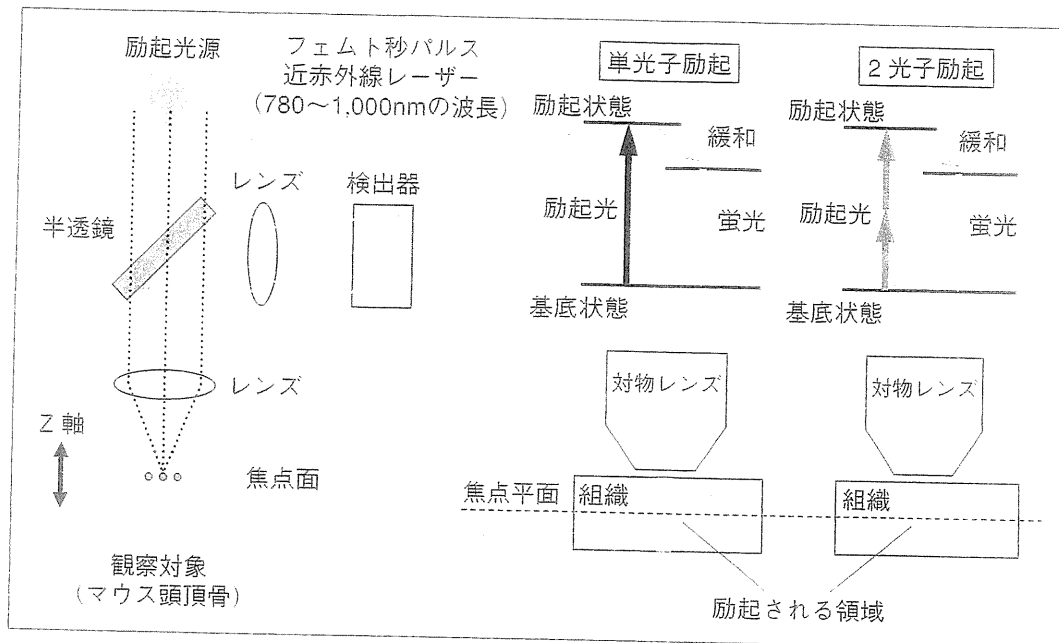 励起光源
フェムト秒パルス
近赤外線レーザー
(780〜1,000nmの波長)
レンズ
検出器
半透鏡
レンズ
Z 軸
焦点面
観察対象
(マウス頭頂骨)
単光子励起
励起状態
緩和
励起光
蛍光
基底状態
2 光子励起
励起状態
緩和
励起光
蛍光
基底状態
対物レンズ
対物レンズ
焦点平面
組織
組織
励起される領域